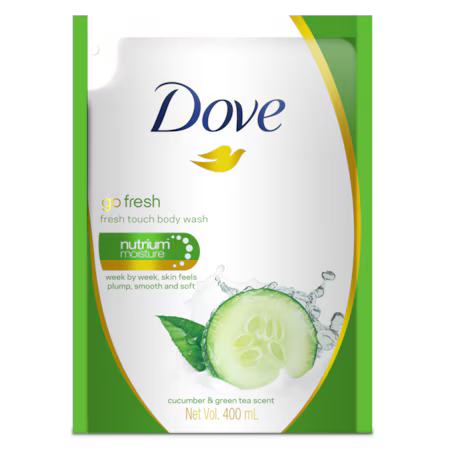 Dove
go fresh
fresh touch body wash
nutrium™
moisture
week by week, skin feels
plump, smooth and soft
cucumber & green tea scent
Net Vol. 400 mL